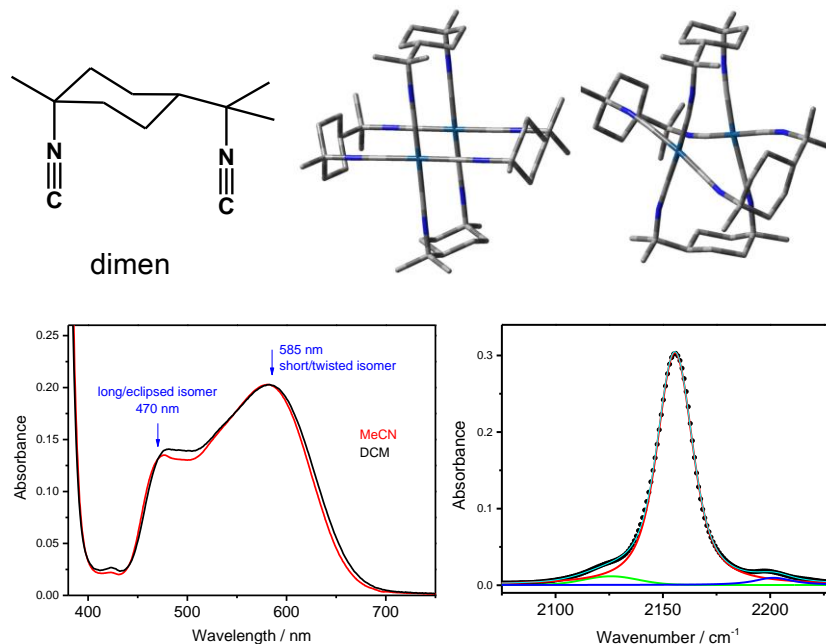 N
C
N
C
dimen
0.25
0.20
0.15
0.10
0.05
0.00
Absorbance
long/eclipsed isomer
470 nm
585 nm
short/twisted isomer
MeCN
DCM
400
500
600
700
Wavelength / nm
0.3
0.2
0.1
0.0
Absorbance
2100
2150
2200
Wavenumber / cm⁻¹